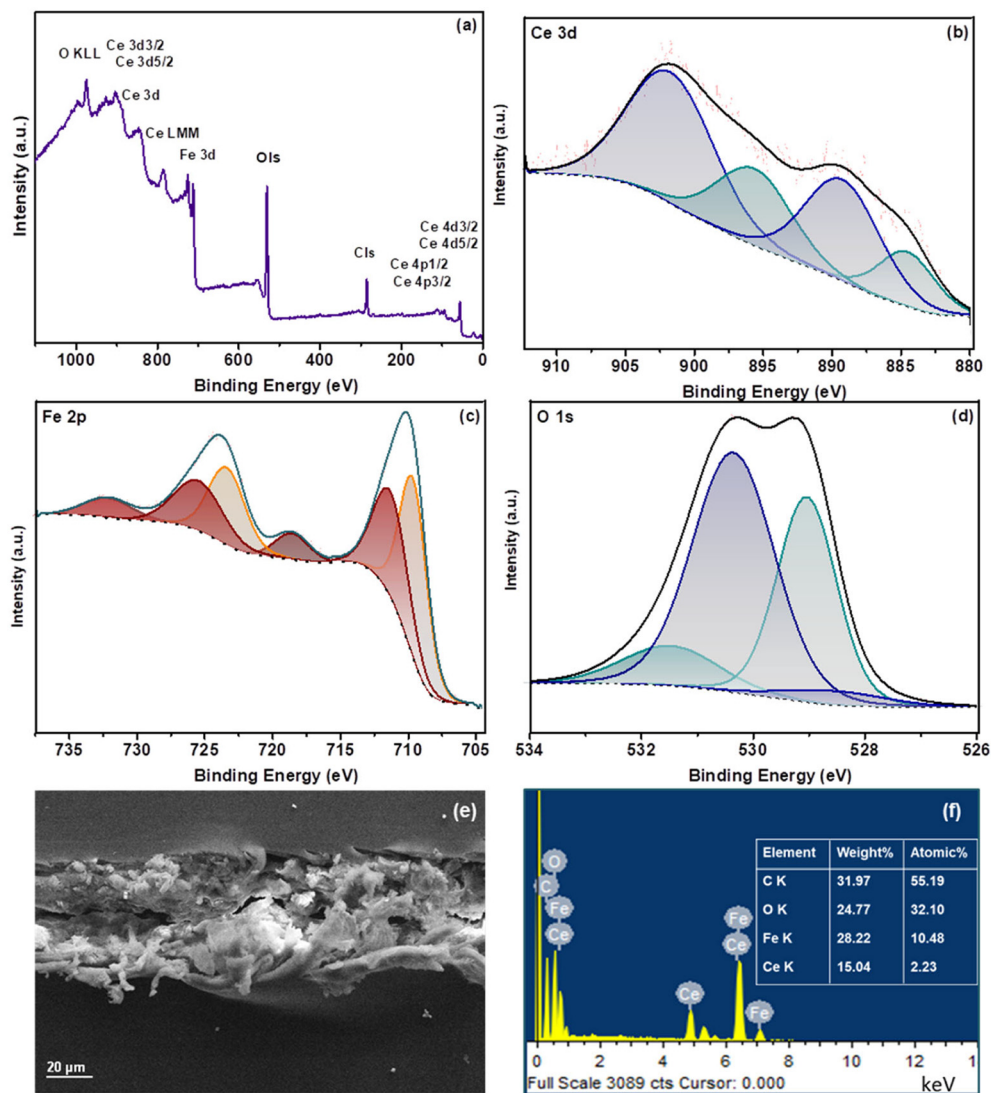 (a)
O KLL
Ce 3d3/2
Ce 3d5/2
Ce 3d
Ce LMM
Fe 3d
Ols
Cls
Ce 4d3/2
Ce 4d5/2
Ce 4p1/2
Ce 4p3/2
Intensity (a.u.)
1000 800 600 400 200 0
Binding Energy (eV)
Ce 3d (b)
Intensity (a.u.)
910 905 900 895 890 885 880
Binding Energy (eV)
Fe 2p (c)
Intensity (a.u.)
735 730 725 720 715 710 705
Binding Energy (eV)
O 1s (d)
Intensity (a.u.)
534 532 530 528 526
Binding Energy (eV)
(e)
20 µm
(f)
O
C
Fe
Ce
Fe
Ce
Ce
Fe
Element Weight% Atomic%
C K 31.97 55.19
O K 24.77 32.10
Fe K 28.22 10.48
Ce K 15.04 2.23
0 2 4 6 8 10 12 1
Full Scale 3089 cts Cursor: 0.000 keV